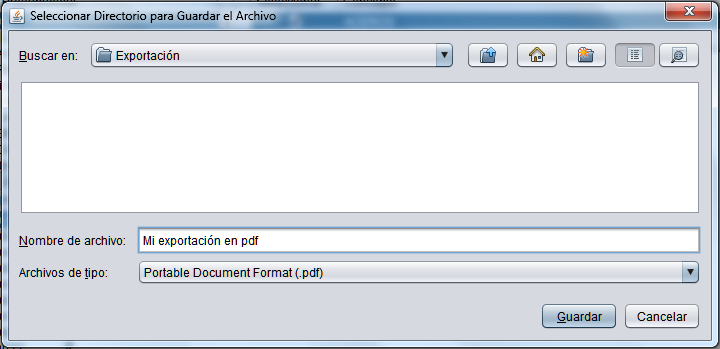 Seleccionar Directorio para Guardar el Archivo
Buscar en: Exportación
Nombre de archivo: Mi exportación en pdf
Archivos de tipo: Portable Document Format (.pdf)
Guardar Cancelar